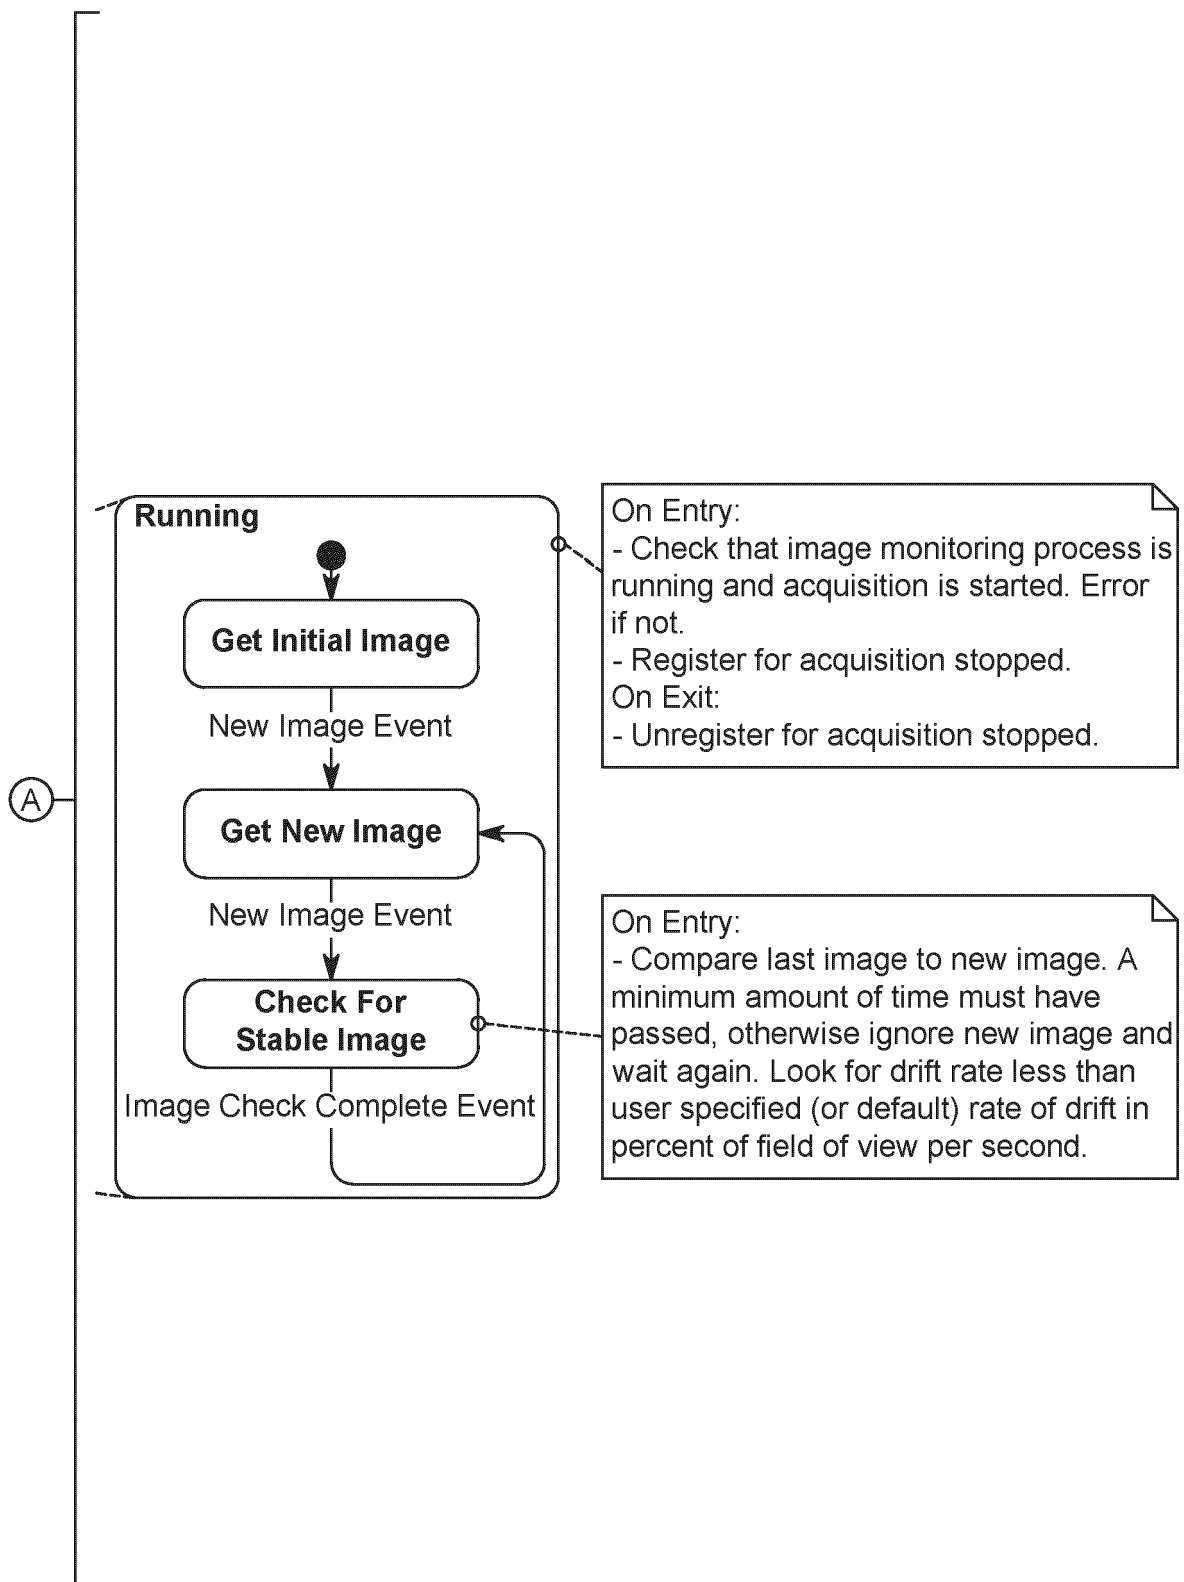 Running
Get Initial Image
New Image Event
Get New Image
New Image Event
Check For
Stable Image
Image Check Complete Event
A
On Entry:
- Check that image monitoring process is
running and acquisition is started. Error
if not.
- Register for acquisition stopped.
On Exit:
- Unregister for acquisition stopped.
On Entry:
- Compare last image to new image. A
minimum amount of time must have
passed, otherwise ignore new image and
wait again. Look for drift rate less than
user specified (or default) rate of drift in
percent of field of view per second.